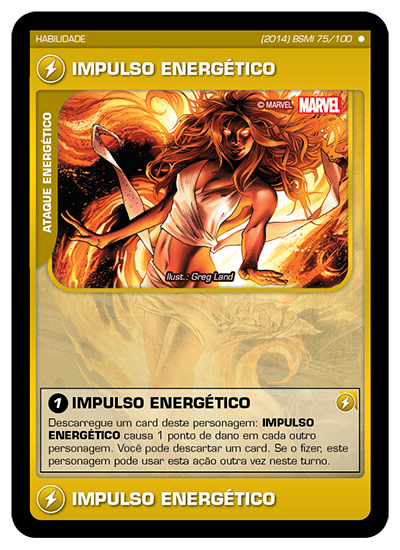 HABILIDADE
(2014) BSMI 75/100
IMPULSO ENERGÉTICO
© MARVEL MARVEL
ATAQUE ENERGÉTICO
Ilust.: Greg Land
1 IMPULSO ENERGÉTICO
Descarregue um card deste personagem: IMPULSO
ENERGÉTICO causa 1 ponto de dano em cada outro
personagem. Você pode descartar um card. Se o fizer, este
personagem pode usar esta ação outra vez neste turno.
IMPULSO ENERGÉTICO